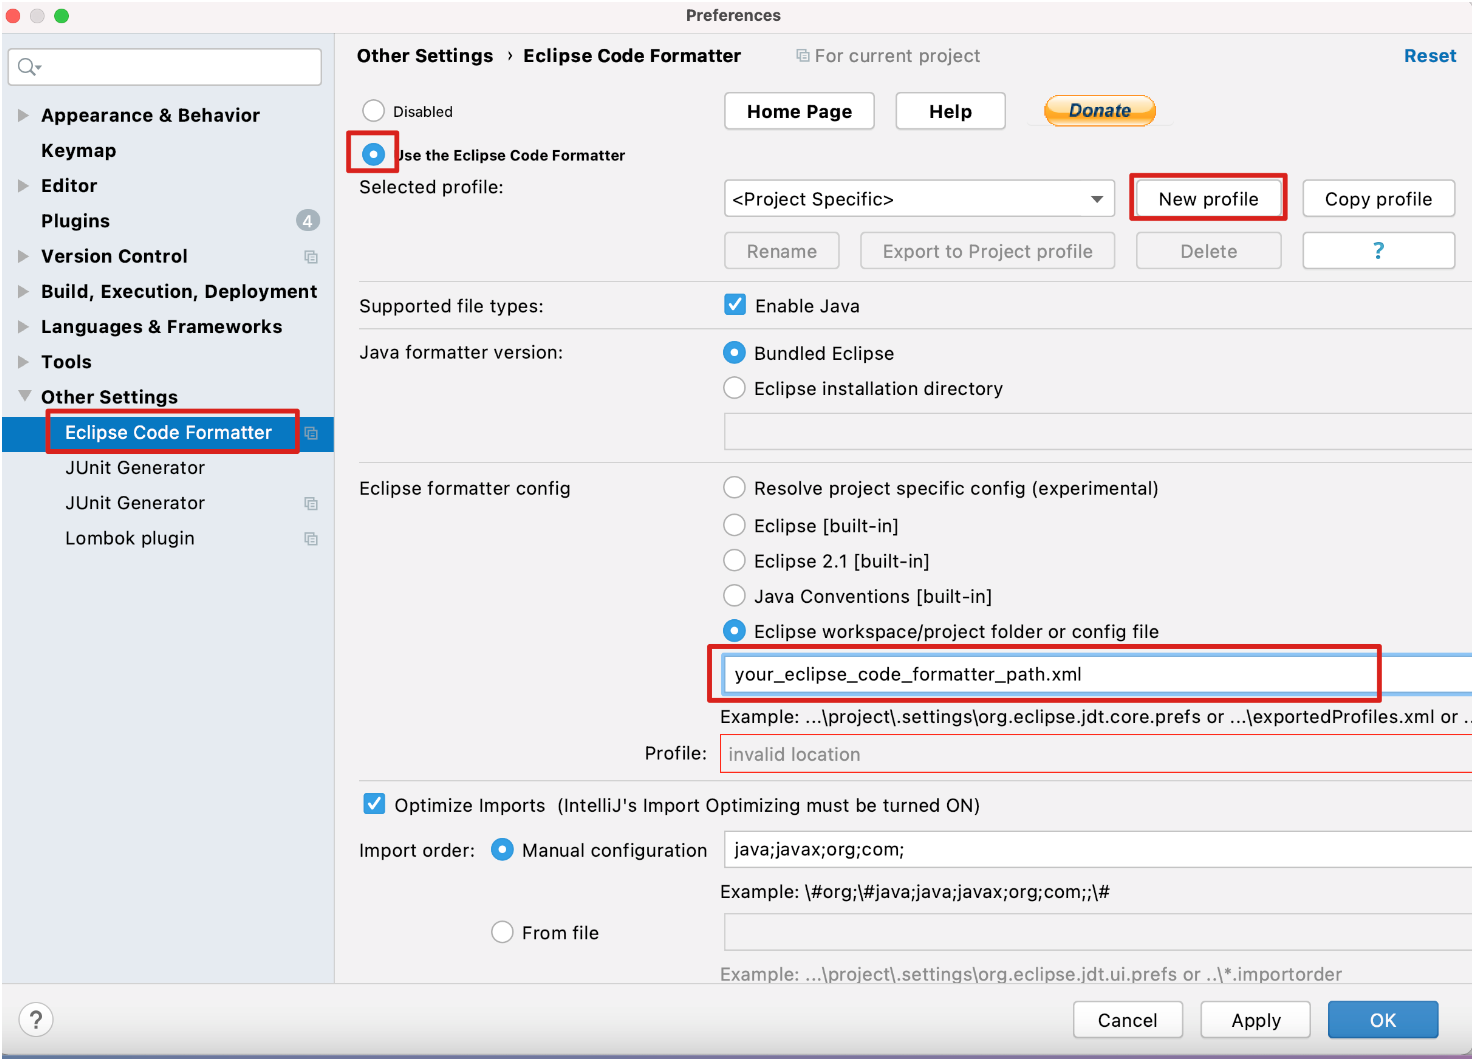 Preferences
Other Settings › Eclipse Code Formatter
For current project
Reset
Appearance & Behavior
Keymap
Editor
Plugins
4
Version Control
Build, Execution, Deployment
Languages & Frameworks
Tools
Other Settings
Eclipse Code Formatter
JUnit Generator
JUnit Generator
Lombok plugin
Disabled
Home Page
Help
Donate
Use the Eclipse Code Formatter
Selected profile:
<Project Specific>
New profile
Copy profile
Rename
Export to Project profile
Delete
?
Supported file types:
Enable Java
Java formatter version:
Bundled Eclipse
Eclipse installation directory
Eclipse formatter config
Resolve project specific config (experimental)
Eclipse [built-in]
Eclipse 2.1 [built-in]
Java Conventions [built-in]
Eclipse workspace/project folder or config file
your_eclipse_code_formatter_path.xml
Example: ...\project\.settings\org.eclipse.jdt.core.prefs or ...\exportedProfiles.xml or ..
Profile:
invalid location
Optimize Imports (IntelliJ's Import Optimizing must be turned ON)
Import order:
Manual configuration
java;javax;org;com;
Example: \#org;\#java;java;javax;org;com;;\#
From file
Example: ...\project\.settings\org.eclipse.jdt.ui.prefs or ..\*.importorder
?
Cancel
Apply
OK